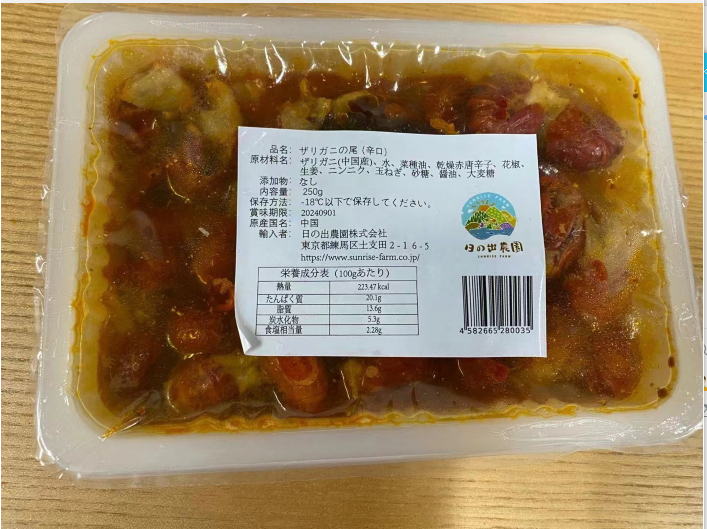 品名： ザリガニの尾（辛口）
原材料名： ザリガニ(中国産)、水、菜種油、乾燥赤唐辛子、花椒、
生姜、ニンニク、玉ねぎ、砂糖、醤油、大麦糖
添加物： なし
内容量： 250g
保存方法： -18℃以下で保存してください。
賞味期限： 20240901
原産国名： 中国
輸入者： 日の出農園株式会社
東京都練馬区土支田2-16-5
https://www.sunrise-farm.co.jp/
SUNRISE FARM
日の出農園
SUNRISE FARM
栄養成分表（100gあたり）
熱量 223.47 kcal
たんぱく質 20.1g
脂質 13.6g
炭水化物 5.3g
食塩相当量 2.28g
4 582665 280035